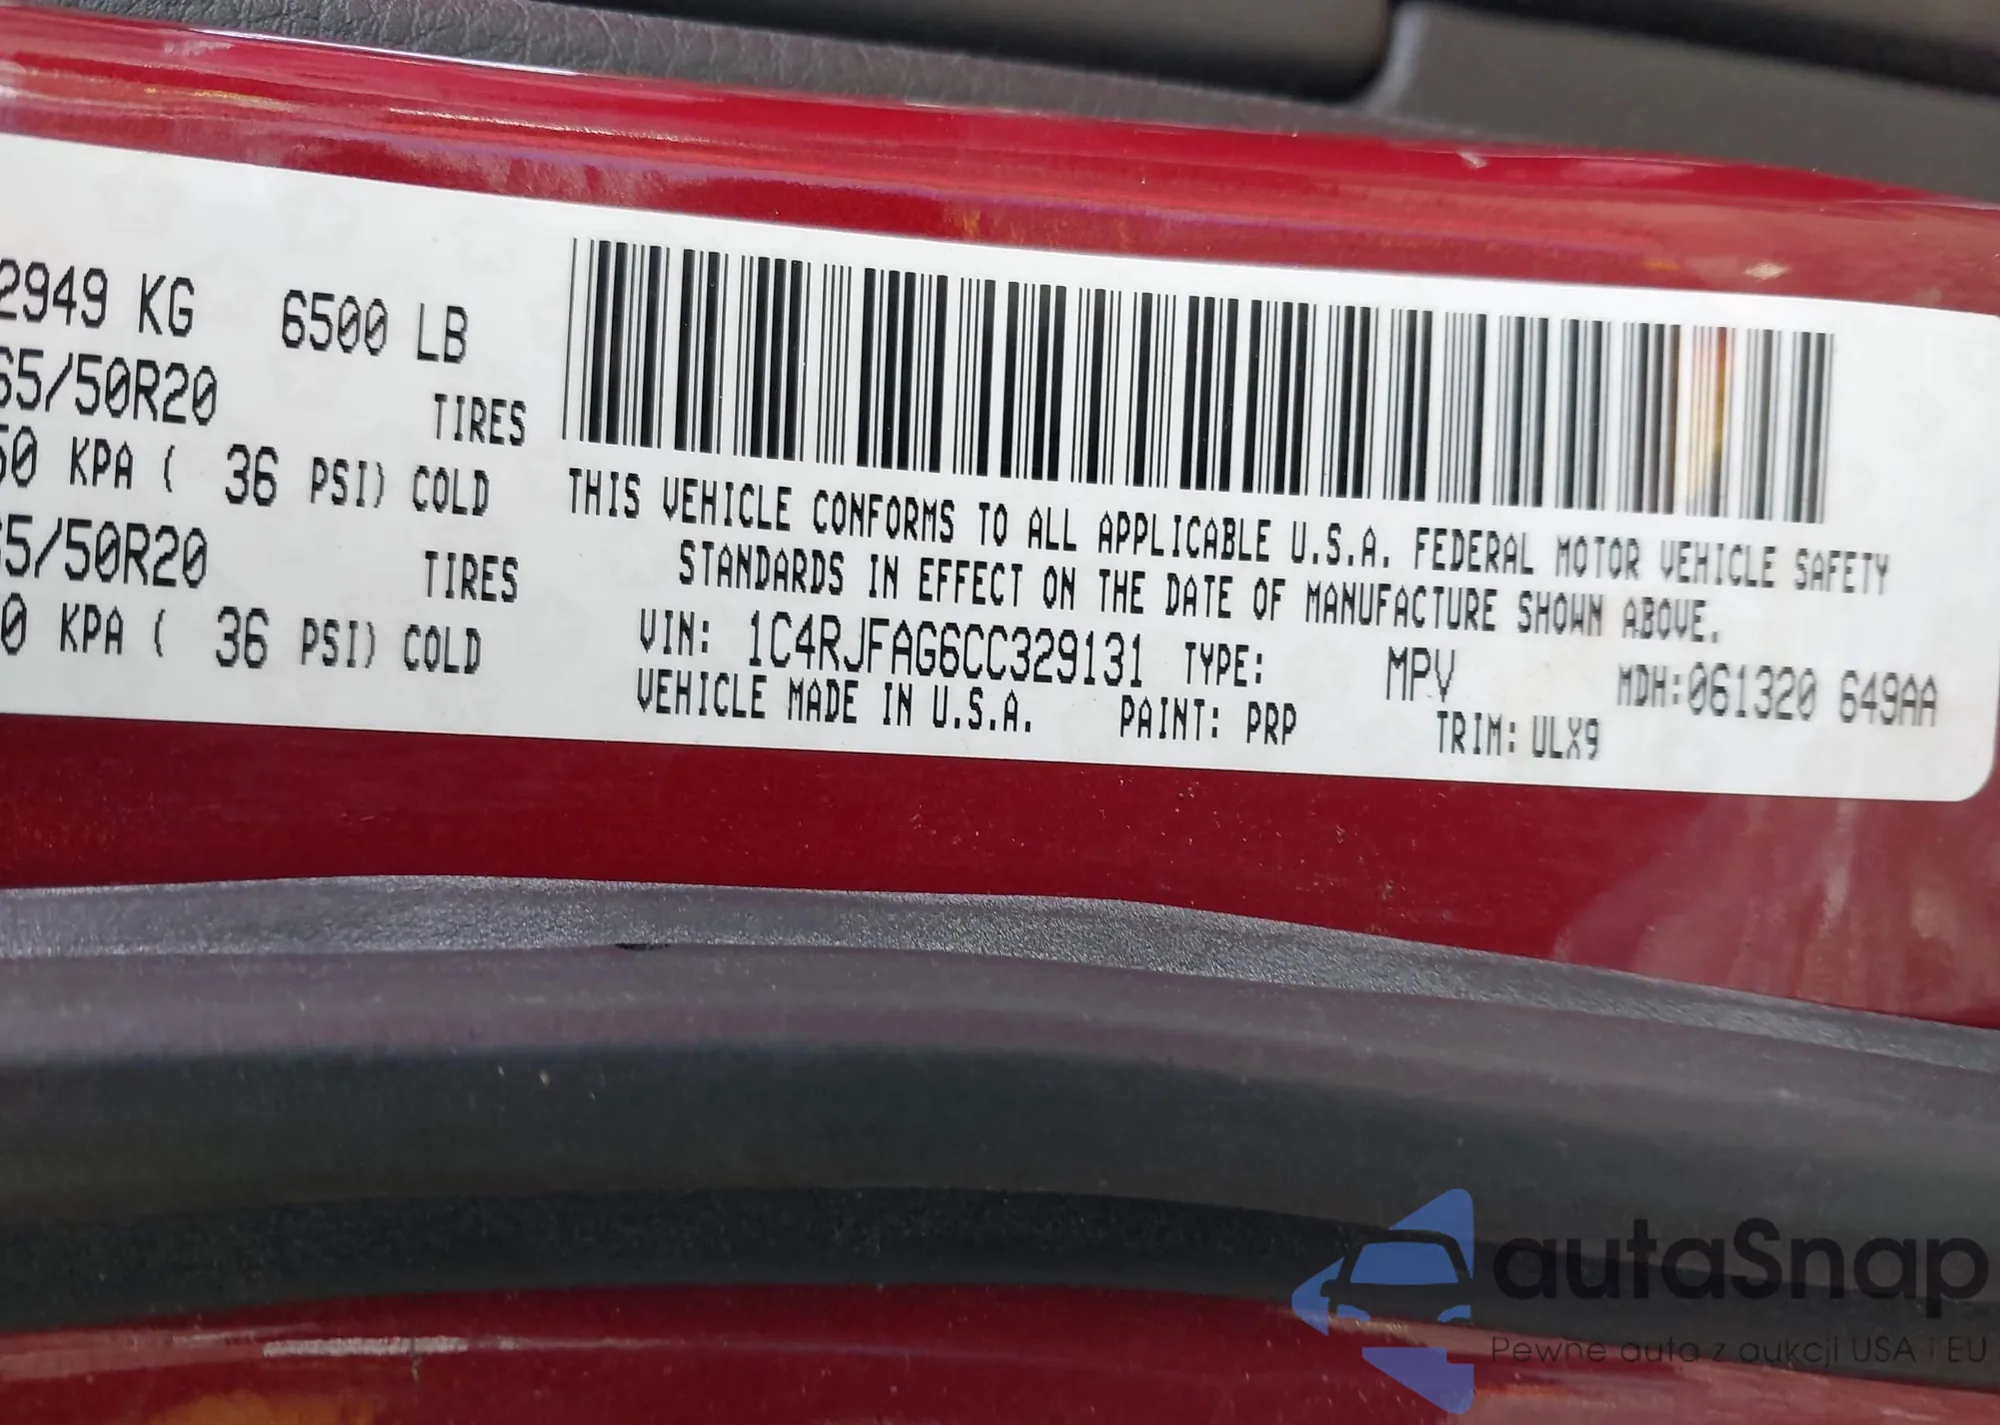 2949 KG 6500 LB
65/50R20 TIRES
50 KPA ( 36 PSI) COLD
65/50R20 TIRES
0 KPA ( 36 PSI) COLD
THIS VEHICLE CONFORMS TO ALL APPLICABLE U.S.A. FEDERAL MOTOR VEHICLE SAFETY
STANDARDS IN EFFECT ON THE DATE OF MANUFACTURE SHOWN ABOVE.
VIN: 1C4RJFAG6CC329131 TYPE: MPV MDH:061320 649AA
VEHICLE MADE IN U.S.A. PAINT: PRP TRIM: ULX9
autaSnap
Pewne auta z aukcji USA i EU